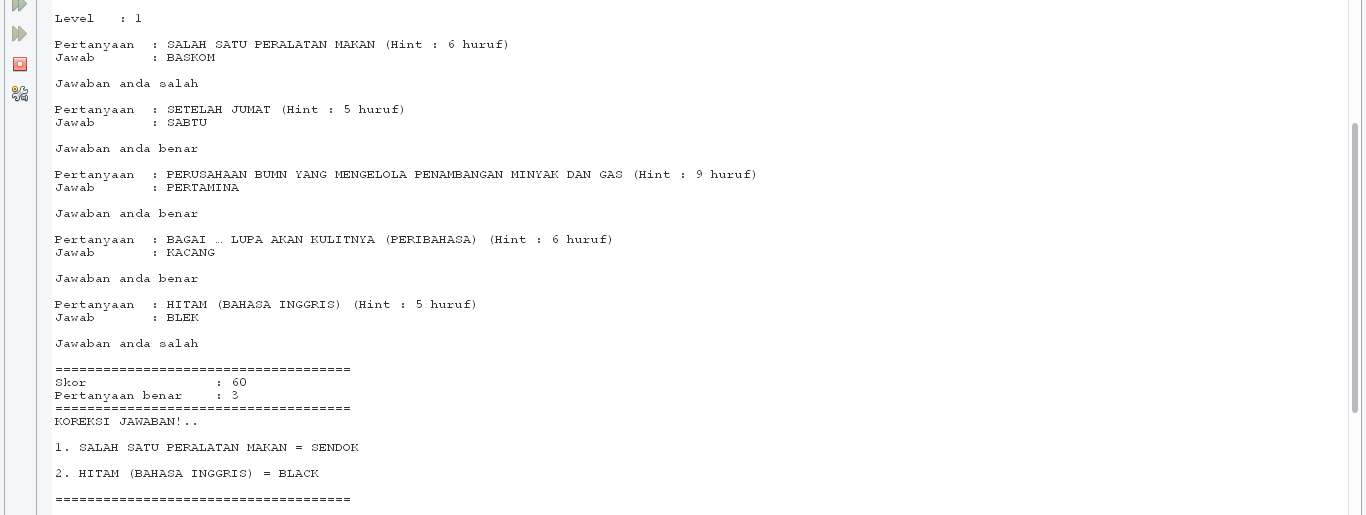 Level   : 1
Pertanyaan  : SALAH SATU PERALATAN MAKAN (Hint : 6 huruf)
Jawab       : BASKOM
Jawaban anda salah
Pertanyaan  : SETELAH JUMAT (Hint : 5 huruf)
Jawab       : SABTU
Jawaban anda benar
Pertanyaan  : PERUSAHAAN BUMN YANG MENGELOLA PENAMBANGAN MINYAK DAN GAS (Hint : 9 huruf)
Jawab       : PERTAMINA
Jawaban anda benar
Pertanyaan  : BAGAI … LUPA AKAN KULITNYA (PERIBAHASA) (Hint : 6 huruf)
Jawab       : KACANG
Jawaban anda benar
Pertanyaan  : HITAM (BAHASA INGGRIS) (Hint : 5 huruf)
Jawab       : BLEK
Jawaban anda salah
=====================================
Skor                : 60
Pertanyaan benar    : 3
=====================================
KOREKSI JAWABAN!..
1. SALAH SATU PERALATAN MAKAN = SENDOK
2. HITAM (BAHASA INGGRIS) = BLACK
=====================================